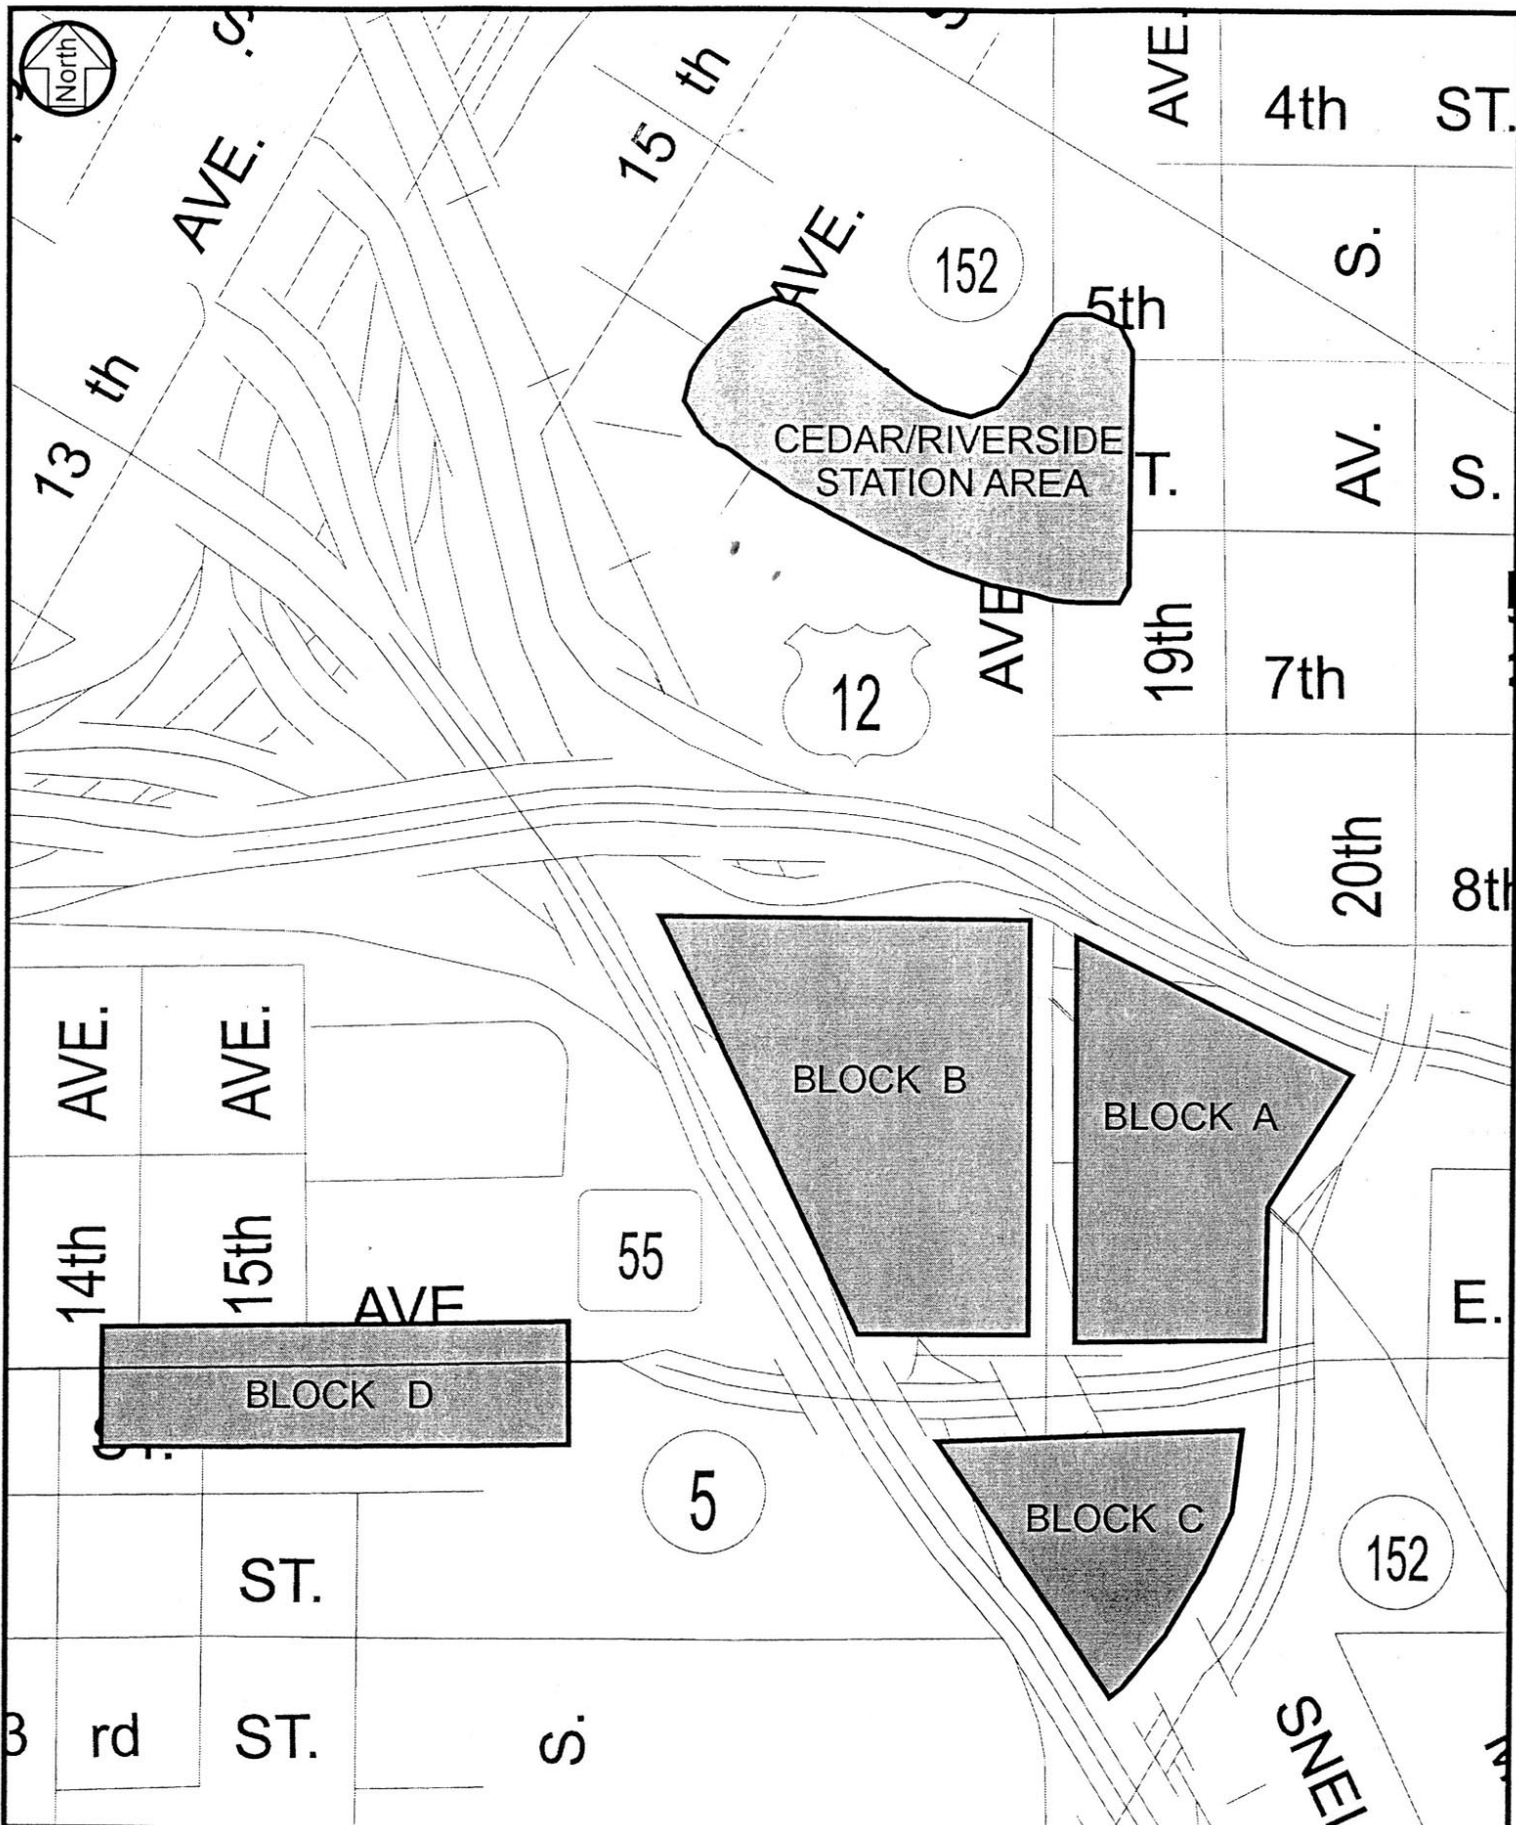 North
S.
AVE.
15 th
AVE.
13 th
152
AVE.
4th ST.
S.
5th
CEDAR/RIVERSIDE
STATION AREA
T.
AV. S.
AVE
19th
7th
12
20th
8th
AVE.
AVE.
BLOCK B
BLOCK A
14th
15th
55
AVE
E.
BLOCK D
ST.
5
BLOCK C
152
ST.
3 rd ST. S.